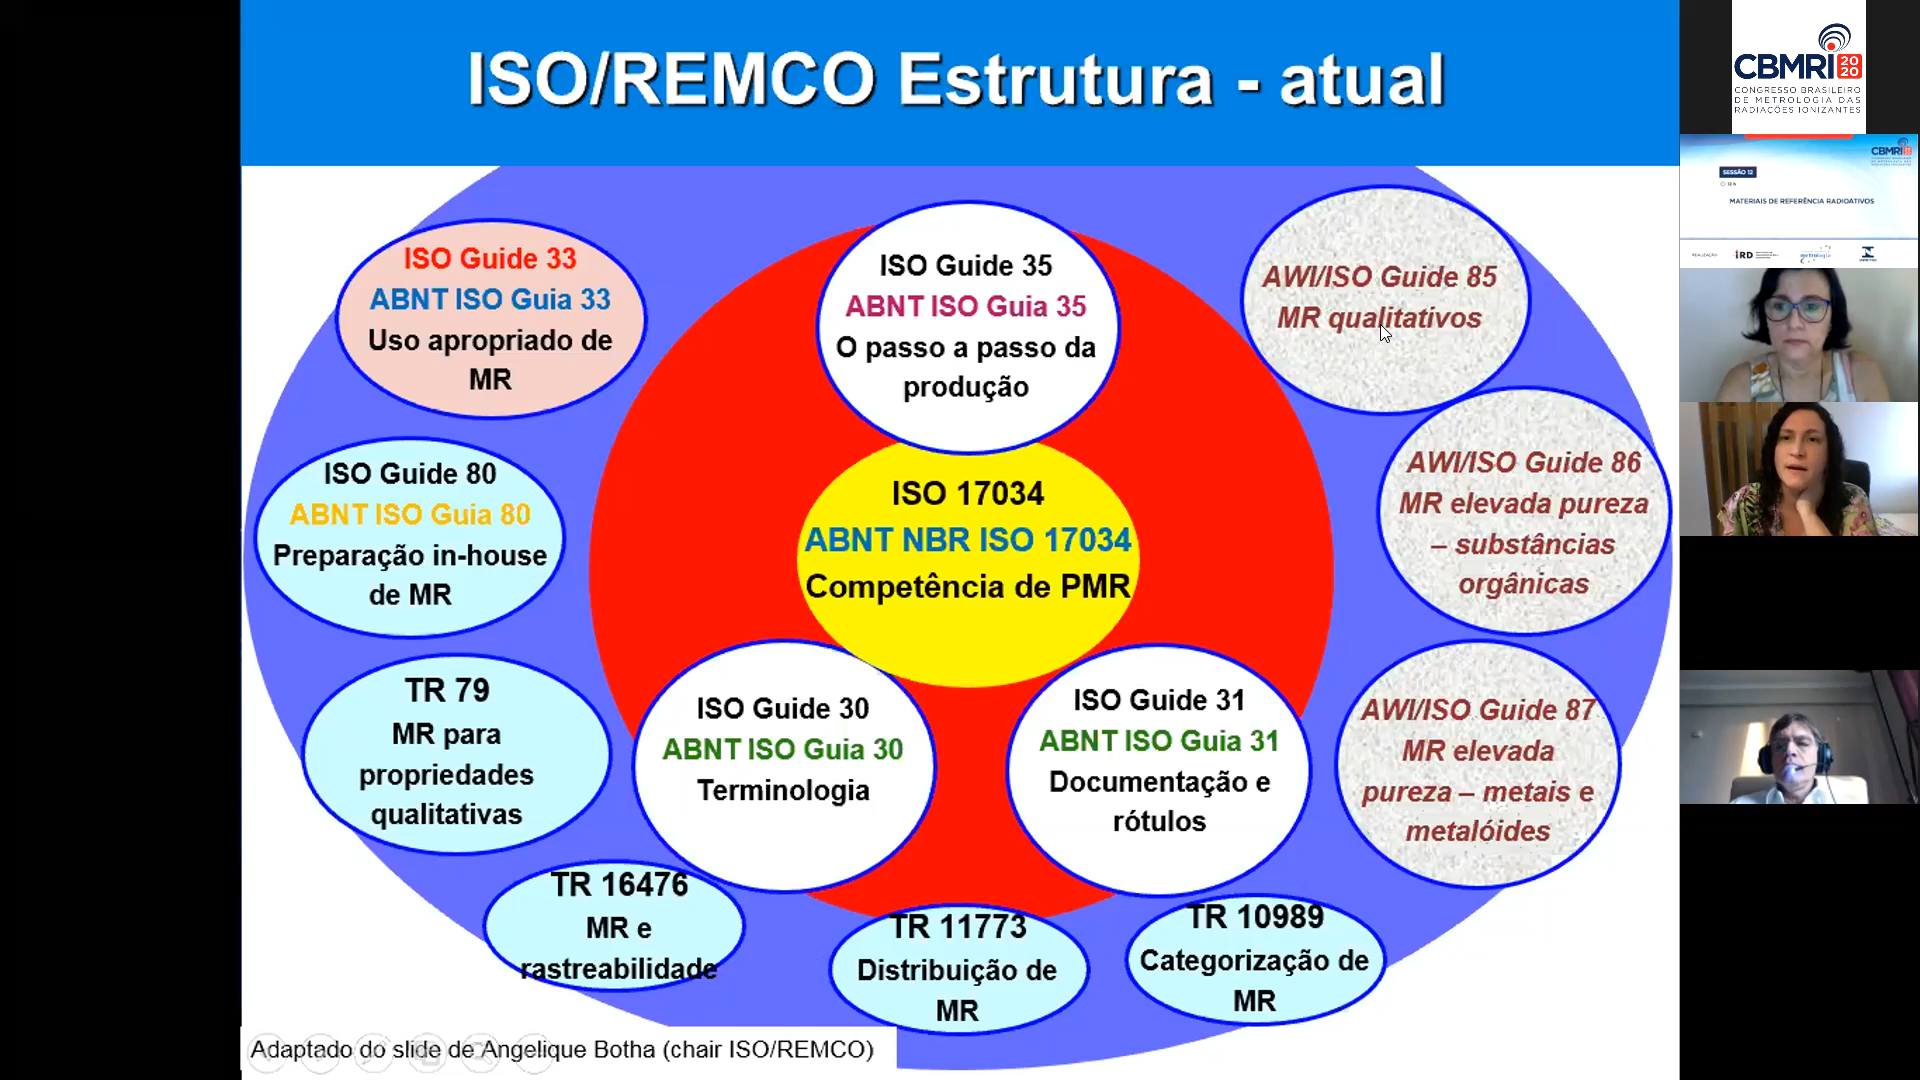 ISO/REMCO Estrutura - atual
ISO Guide 33
ABNT ISO Guia 33
Uso apropriado de
MR
ISO Guide 35
ABNT ISO Guia 35
O passo a passo da
produção
AWI/ISO Guide 85
MR qualitativos
ISO Guide 80
ABNT ISO Guia 80
Preparação in-house
de MR
ISO 17034
ABNT NBR ISO 17034
Competência de PMR
AWI/ISO Guide 86
MR elevada pureza
– substâncias
orgânicas
TR 79
MR para
propriedades
qualitativas
ISO Guide 30
ABNT ISO Guia 30
Terminologia
ISO Guide 31
ABNT ISO Guia 31
Documentação e
rótulos
AWI/ISO Guide 87
MR elevada
pureza – metais e
metalóides
TR 16476
MR e
rastreabilidade
TR 11773
Distribuição de
MR
TR 10989
Categorização de
MR
Adaptado do slide de Angelique Botha (chair ISO/REMCO)
CBMRI 2020
CONGRESSO BRASILEIRO
DE METROLOGIA DAS
RADIAÇÕES IONIZANTES
CBMRI
SESSÃO 12
MATERIAIS DE REFERÊNCIA RADIOATIVOS
REALIZAÇÃO
IRD